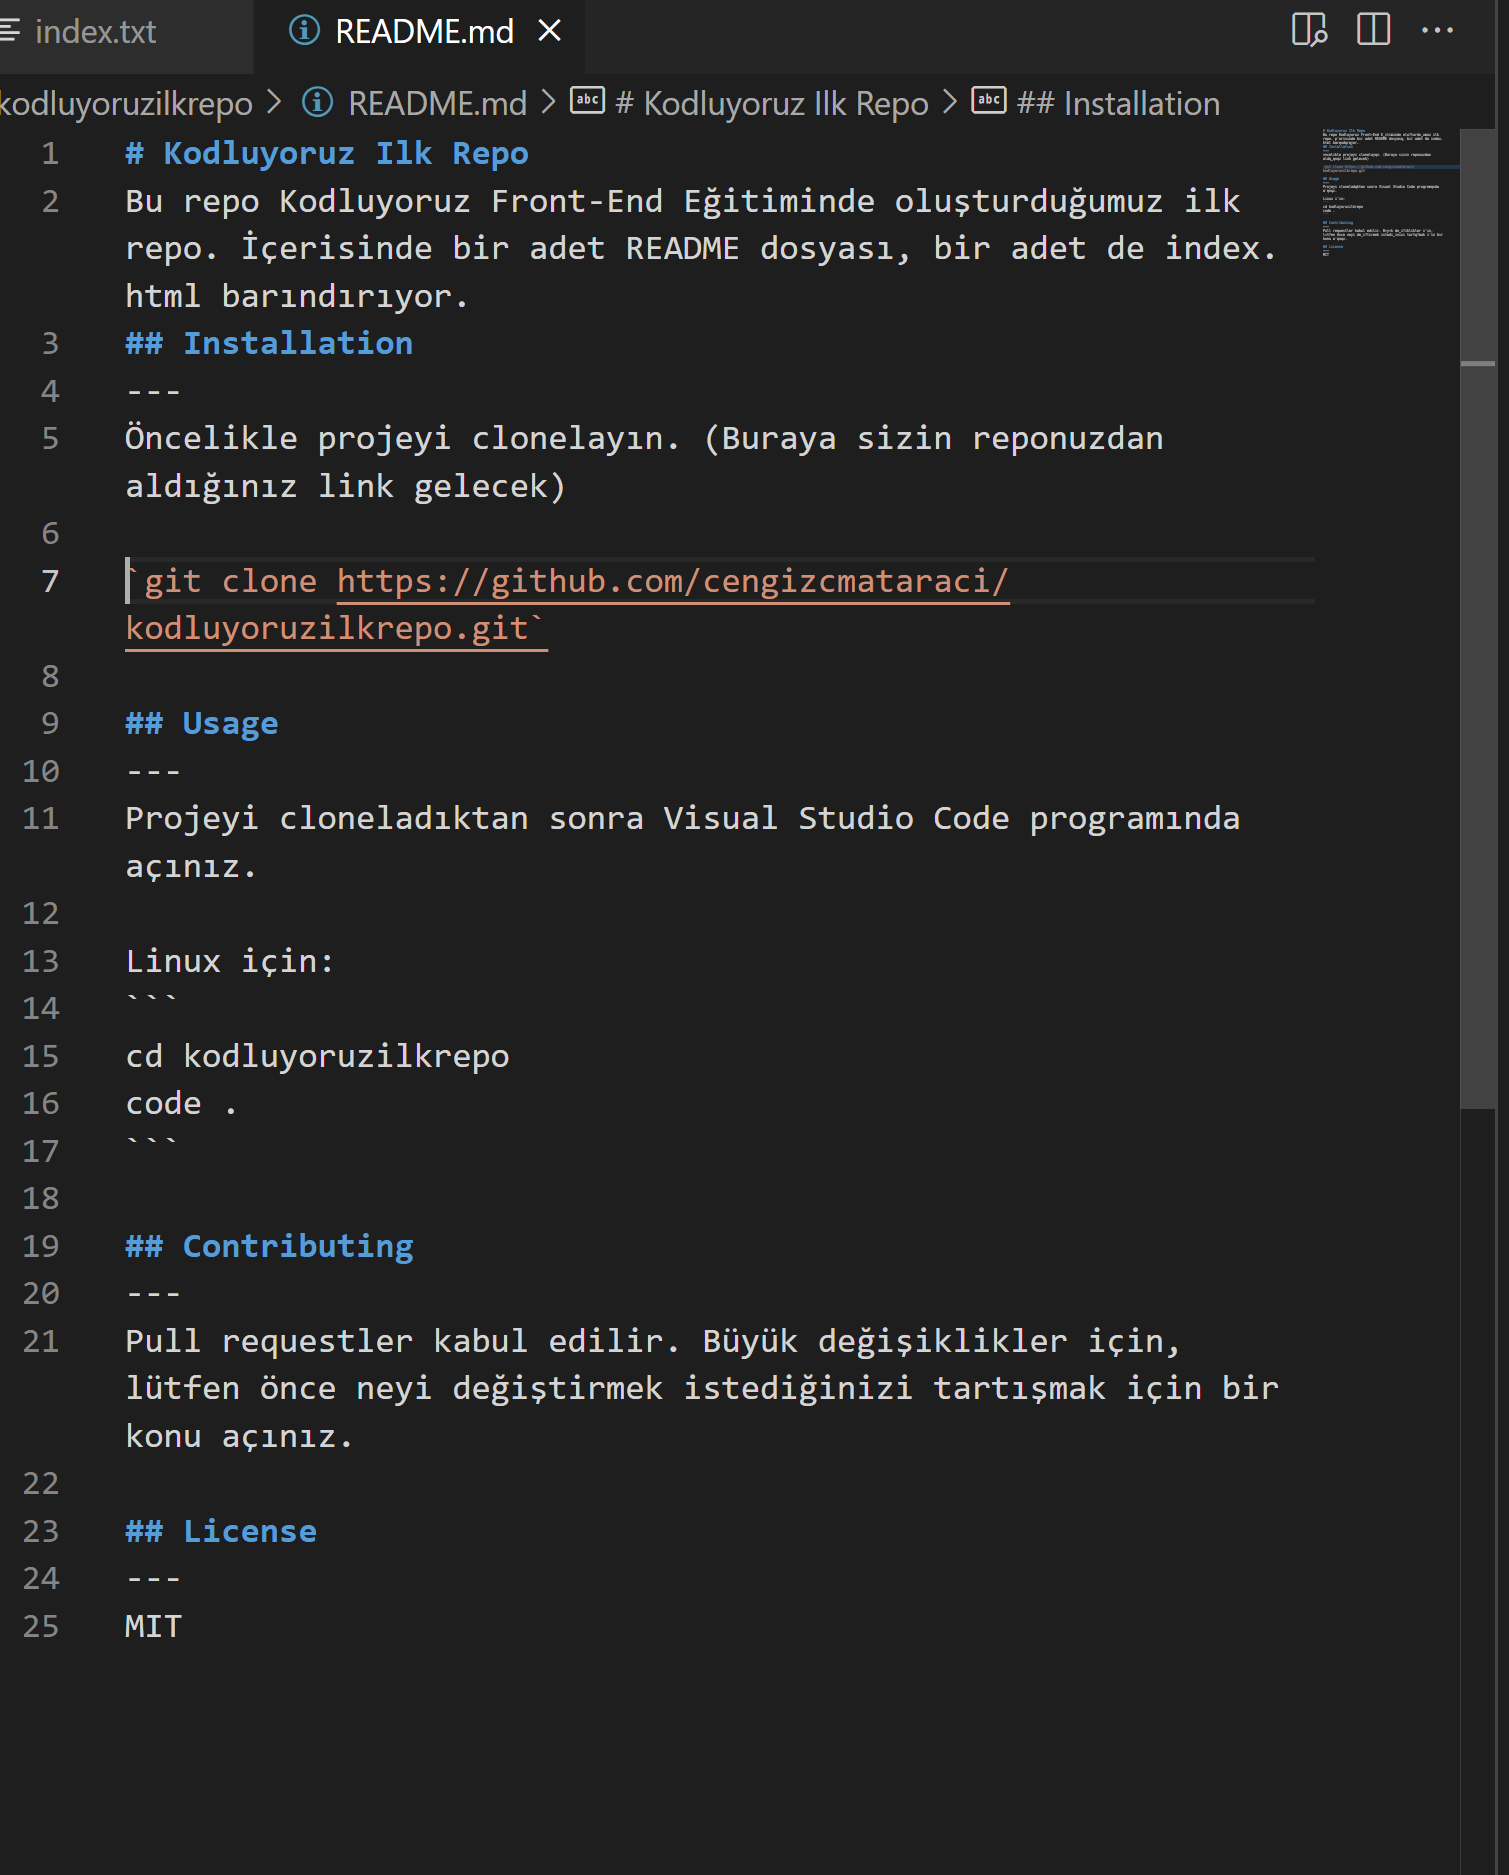 index.txt README.md
kodluyoruzilkrepo > README.md > abc # Kodluyoruz Ilk Repo > abc ## Installation
1 # Kodluyoruz Ilk Repo
2 Bu repo Kodluyoruz Front-End Eğitiminde oluşturduğumuz ilk
repo. İçerisinde bir adet README dosyası, bir adet de index.
html barındırıyor.
3 ## Installation
4 ---
5 Öncelikle projeyi clonelayın. (Buraya sizin reponuzdan
aldığınız link gelecek)
6
7 `git clone https://github.com/cengizcmataraci/
kodluyoruzilkrepo.git`
8
9 ## Usage
10 ---
11 Projeyi cloneladıktan sonra Visual Studio Code programında
açınız.
12
13 Linux için:
14 ```
15 cd kodluyoruzilkrepo
16 code .
17 ```
18
19 ## Contributing
20 ---
21 Pull requestler kabul edilir. Büyük değişiklikler için,
lütfen önce neyi değiştirmek istediğinizi tartışmak için bir
konu açınız.
22
23 ## License
24 ---
25 MIT